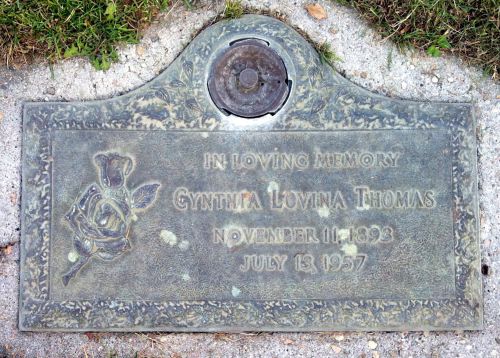 IN LOVING MEMORY
CYNTHIA LOVINA THOMAS
NOVEMBER 11, 1893
JULY 13, 1957